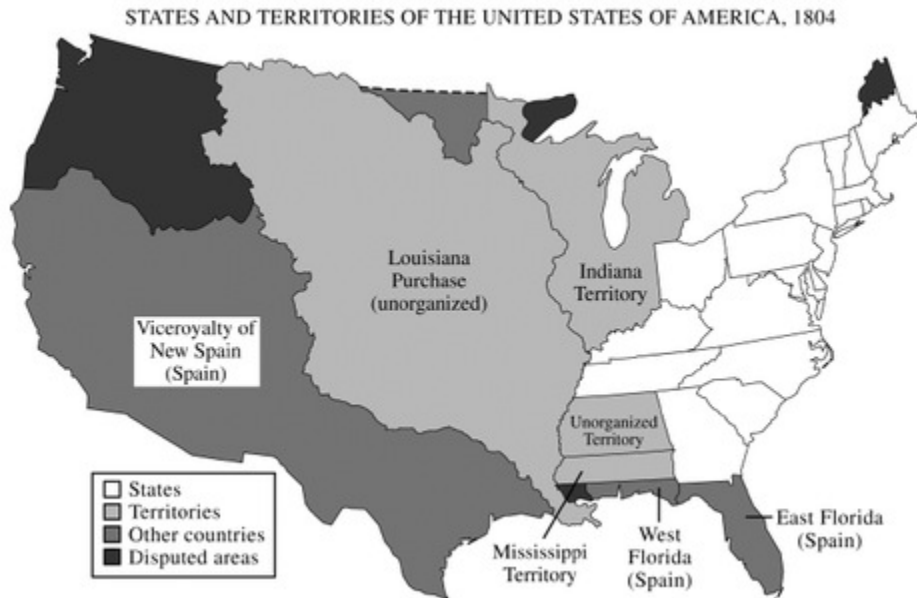 STATES AND TERRITORIES OF THE UNITED STATES OF AMERICA, 1804
Louisiana
Purchase
(unorganized)
Indiana
Territory
Viceroyalty of
New Spain
(Spain)
Unorganized
Territory
States
Territories
Other countries
Disputed areas
Mississippi
Territory
West
Florida
(Spain)
East Florida
(Spain)